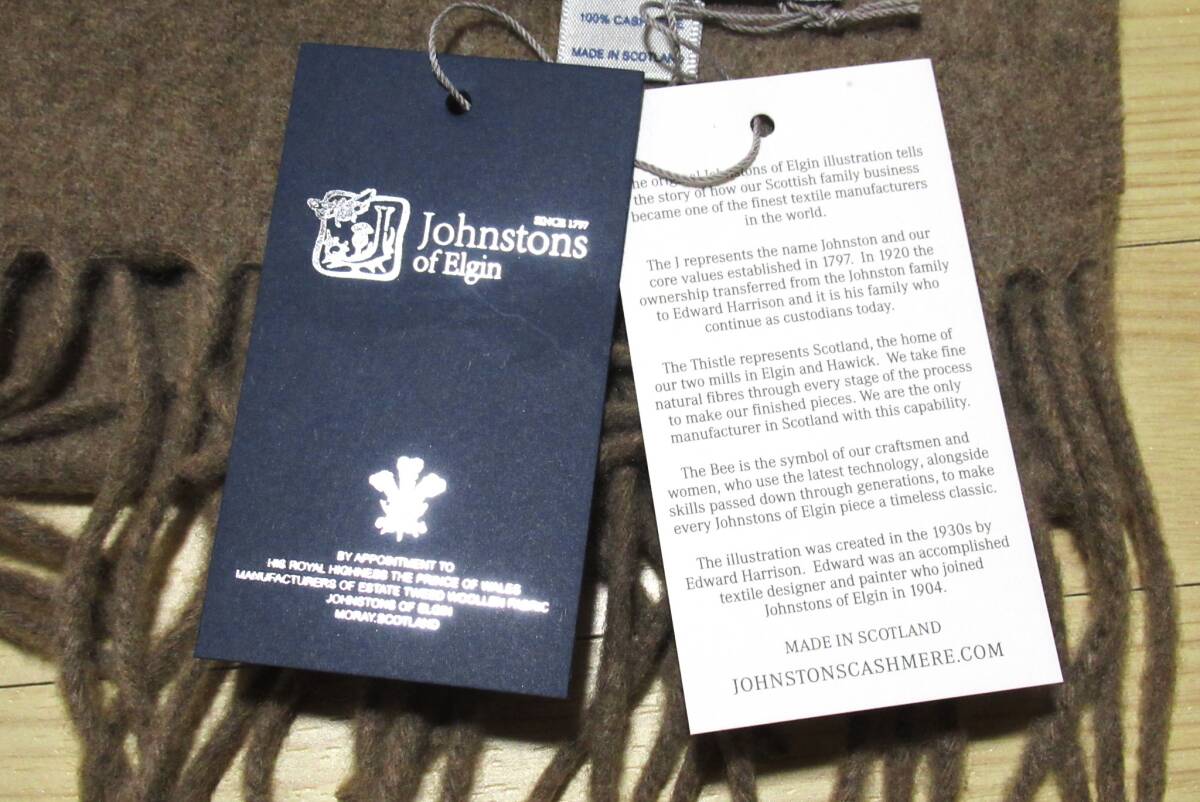 100% CASHMERE
MADE IN SCOTLAND
SINCE 1797
Johnstons
of Elgin
BY APPOINTMENT TO
HIS ROYAL HIGHNESS THE PRINCE OF WALES
MANUFACTURERS OF ESTATE TWEED WOOLLEN FABRIC
JOHNSTONS OF ELGIN
MORAY.SCOTLAND
The original Johnstons of Elgin illustration tells
the story of how our Scottish family business
became one of the finest textile manufacturers
in the world.
The J represents the name Johnston and our
core values established in 1797. In 1920 the
ownership transferred from the Johnston family
to Edward Harrison and it is his family who
continue as custodians today.
The Thistle represents Scotland, the home of
our two mills in Elgin and Hawick. We take fine
natural fibres through every stage of the process
to make our finished pieces. We are the only
manufacturer in Scotland with this capability.
The Bee is the symbol of our craftsmen and
women, who use the latest technology, alongside
skills passed down through generations, to make
every Johnstons of Elgin piece a timeless classic.
The illustration was created in the 1930s by
Edward Harrison. Edward was an accomplished
textile designer and painter who joined
Johnstons of Elgin in 1904.
MADE IN SCOTLAND
JOHNSTONSCASHMERE.COM